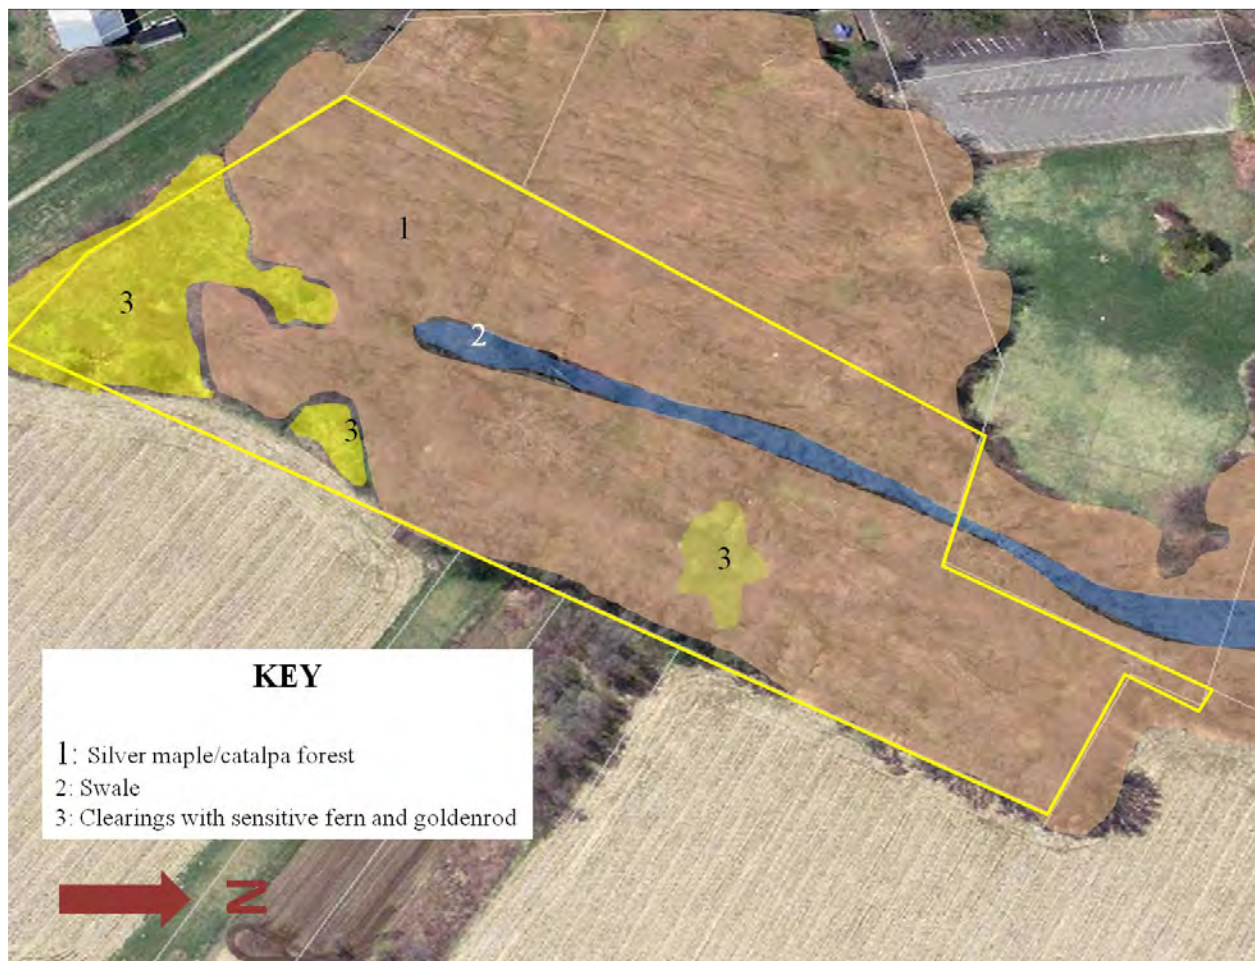 1
3
2
3
3
KEY
1: Silver maple/catalpa forest
2: Swale
3: Clearings with sensitive fern and goldenrod
N